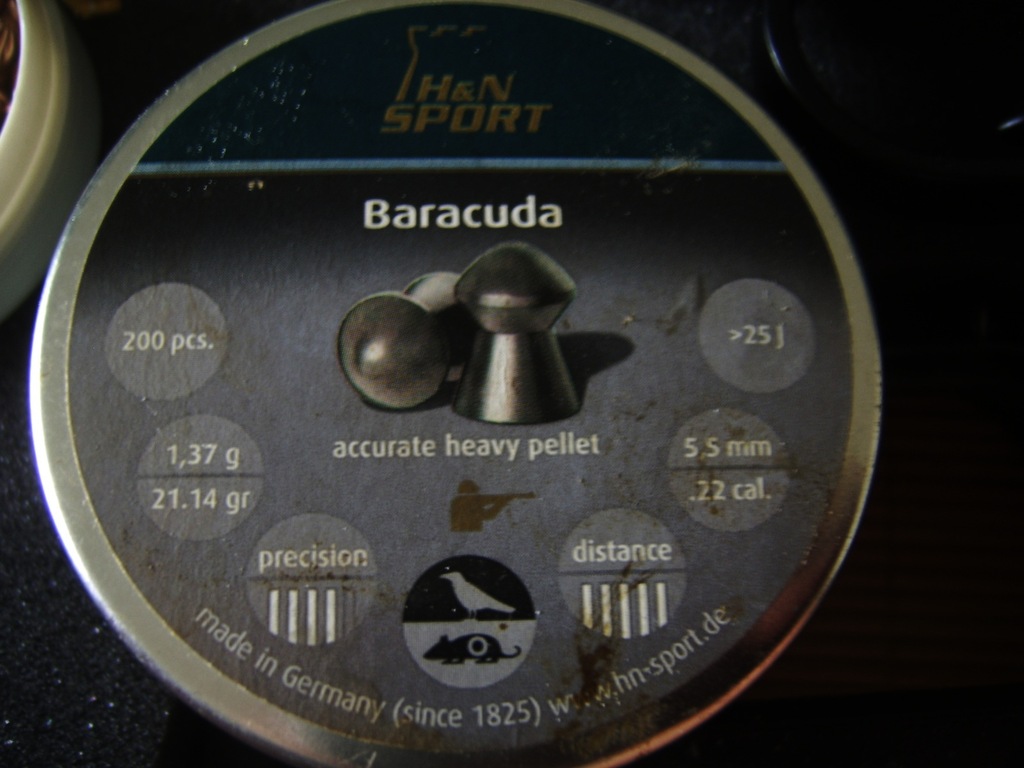 H&N
SPORT
Baracuda
200 pcs.
>25 J
accurate heavy pellet
1,37 g
21.14 gr
5,5 mm
.22 cal.
precision
distance
made in Germany (since 1825) www.hn-sport.de